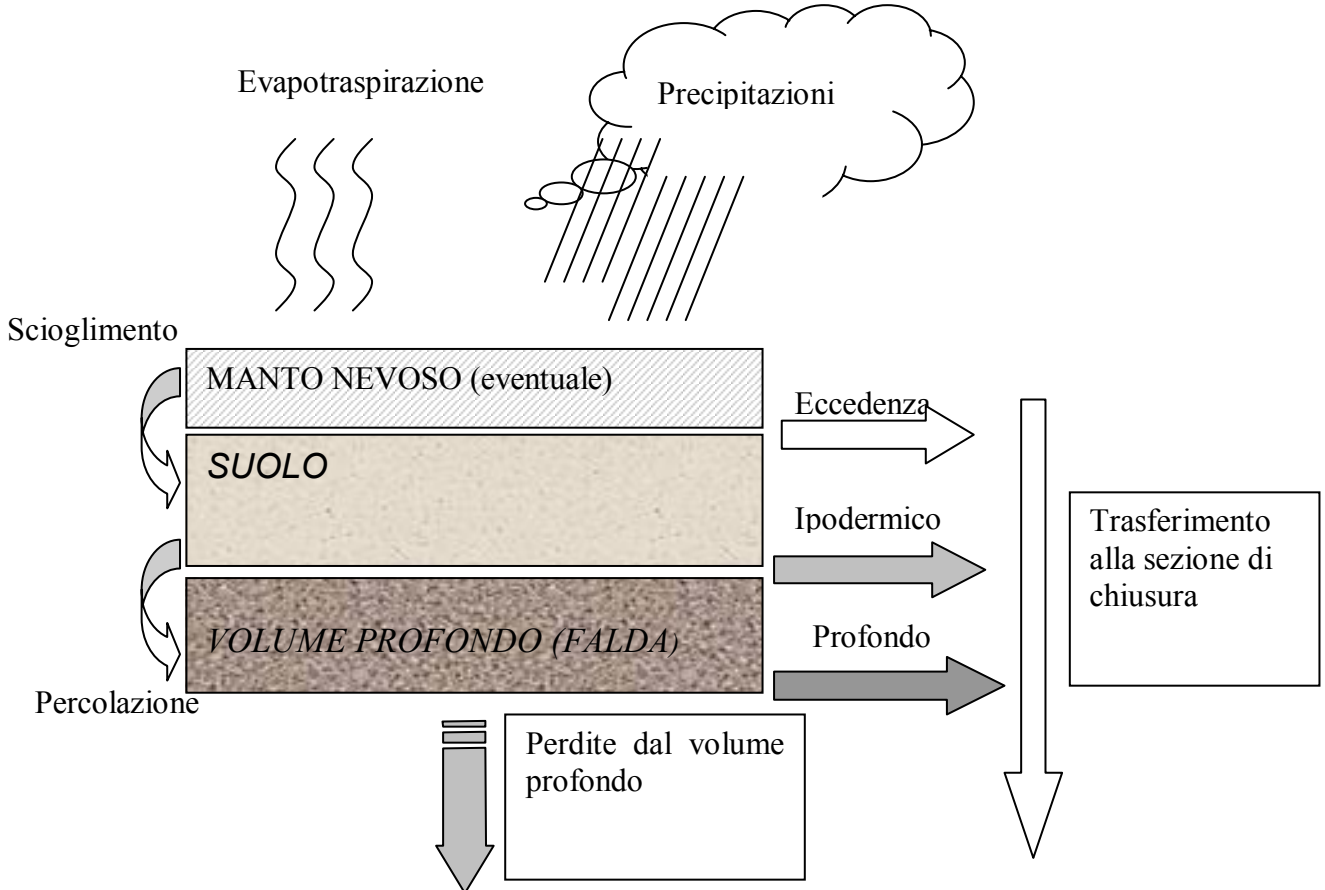 Evapotraspirazione
Precipitazioni
Scioglimento
MANTO NEVOSO (eventuale)
Eccedenza
SUOLO
Ipodermico
Trasferimento
alla sezione di
chiusura
VOLUME PROFONDO (FALDA)
Profondo
Percolazione
Perdite dal volume
profondo